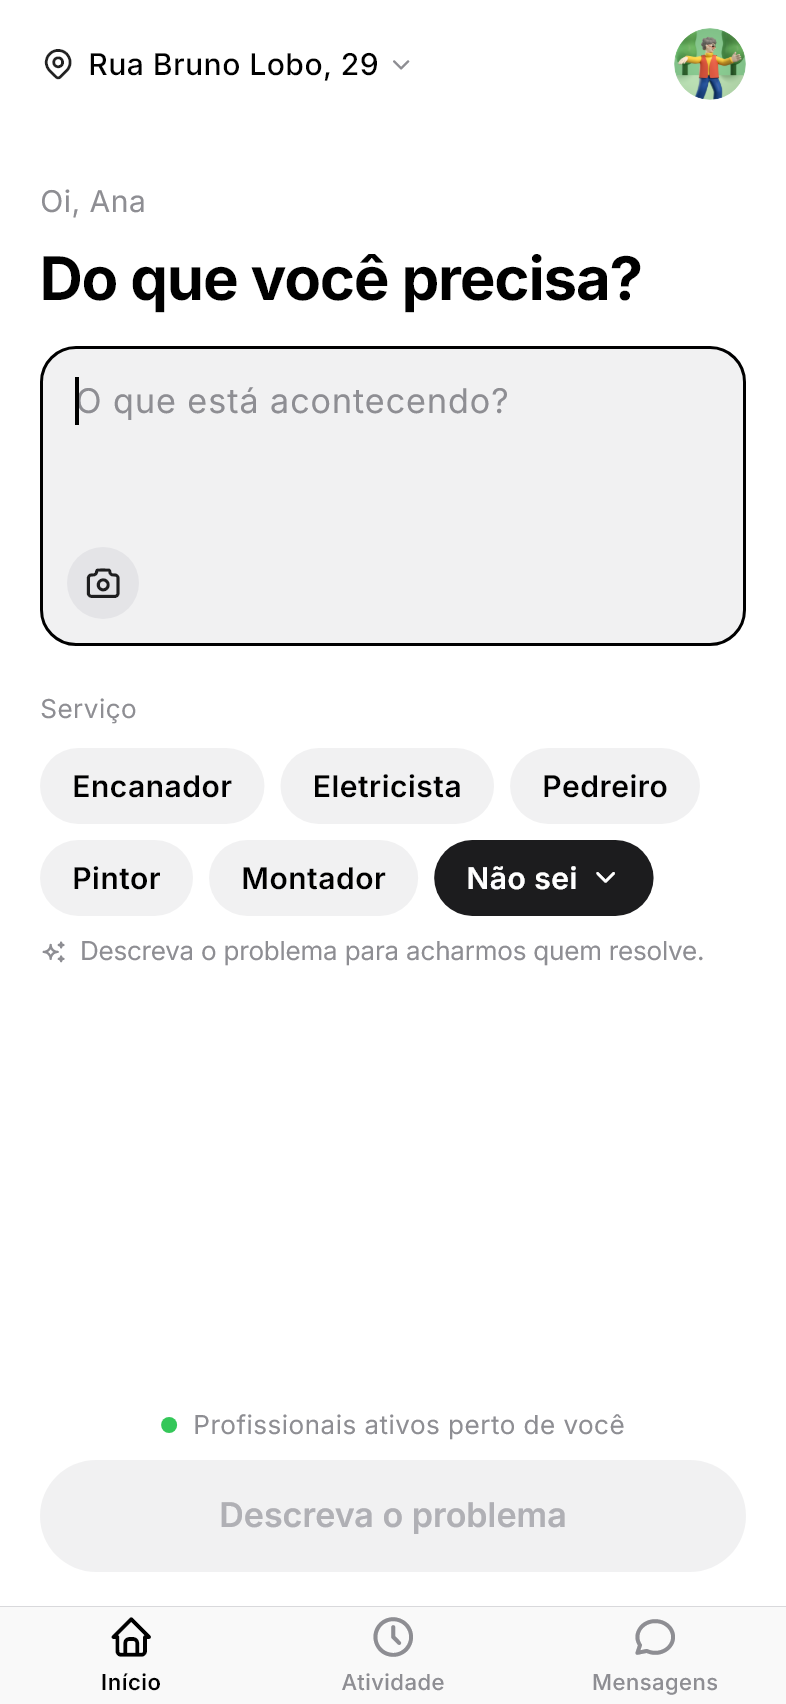 Rua Bruno Lobo, 29
Oi, Ana
Do que você precisa?
O que está acontecendo?
Serviço
Encanador Eletricista Pedreiro
Pintor Montador Não sei
Descreva o problema para acharmos quem resolve.
Profissionais ativos perto de você
Descreva o problema
Início Atividade Mensagens